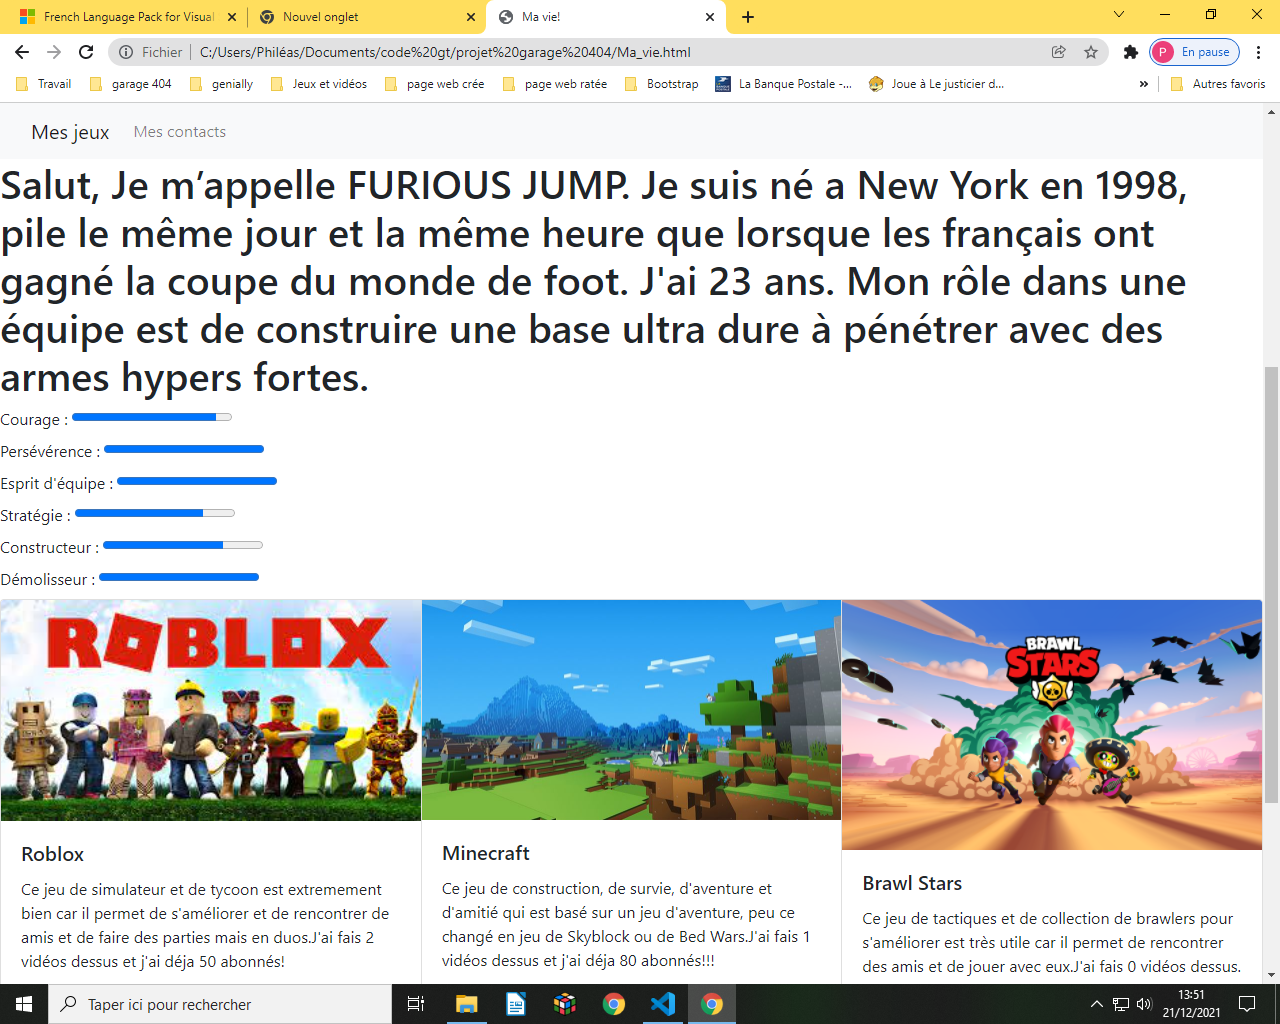 French Language Pack for Visual
Nouvel onglet
Ma vie!
Fichier
C:/Users/Philéas/Documents/code%20gt/projet%20garage%20404/Ma_vie.html
P
En pause
Travail
garage 404
genially
Jeux et vidéos
page web crée
page web ratée
Bootstrap
La Banque Postale -...
Joue à Le justicier d...
»
Autres favoris
Mes jeux
Mes contacts
Salut, Je m’appelle FURIOUS JUMP. Je suis né a New York en 1998,
pile le même jour et la même heure que lorsque les français ont
gagné la coupe du monde de foot. J'ai 23 ans. Mon rôle dans une
équipe est de construire une base ultra dure à pénétrer avec des
armes hypers fortes.
Courage :
Persévérence :
Esprit d'équipe :
Stratégie :
Constructeur :
Démolisseur :
ROBLOX
BRAWL
STARS
Roblox
Ce jeu de simulateur et de tycoon est extremement
bien car il permet de s'améliorer et de rencontrer de
amis et de faire des parties mais en duos.J'ai fais 2
vidéos dessus et j'ai déja 50 abonnés!
Minecraft
Ce jeu de construction, de survie, d'aventure et
d'amitié qui est basé sur un jeu d'aventure, peu ce
changé en jeu de Skyblock ou de Bed Wars.J'ai fais 1
vidéos dessus et j'ai déja 80 abonnés!!!
Brawl Stars
Ce jeu de tactiques et de collection de brawlers pour
s'améliorer est très utile car il permet de rencontrer
des amis et de jouer avec eux.J'ai fais 0 vidéos dessus.
Taper ici pour rechercher
13:51
21/12/2021